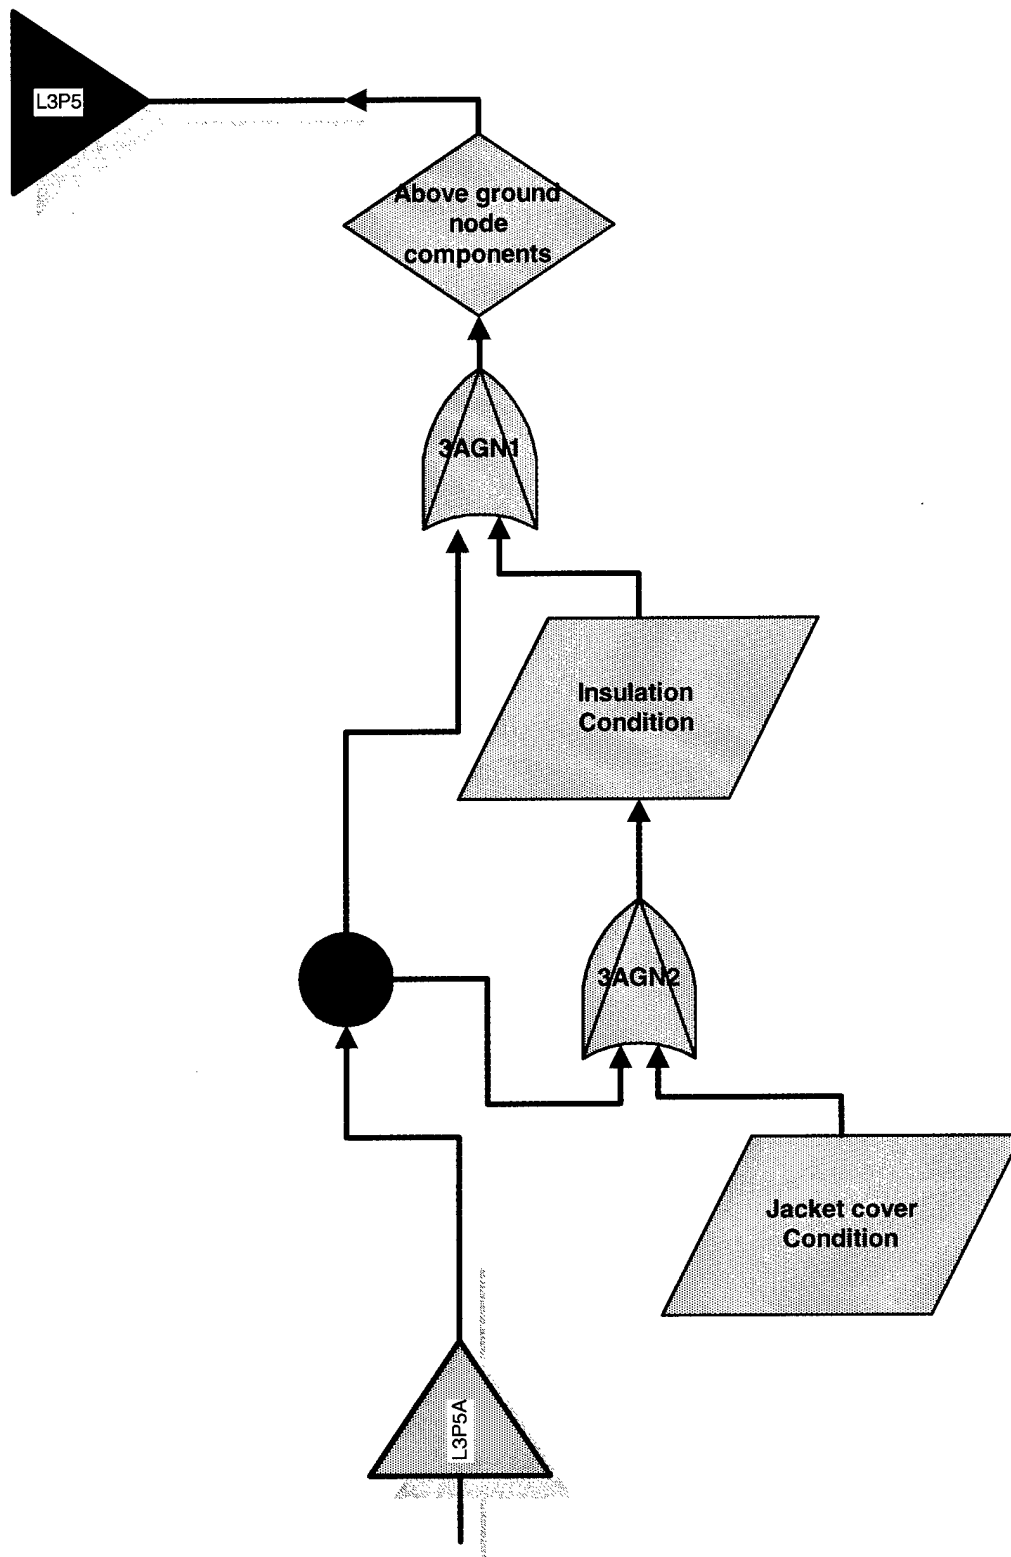 L3P5
Above ground
node
components
3AGN1
Insulation
Condition
3AGN2
Jacket cover
Condition
L3P5A